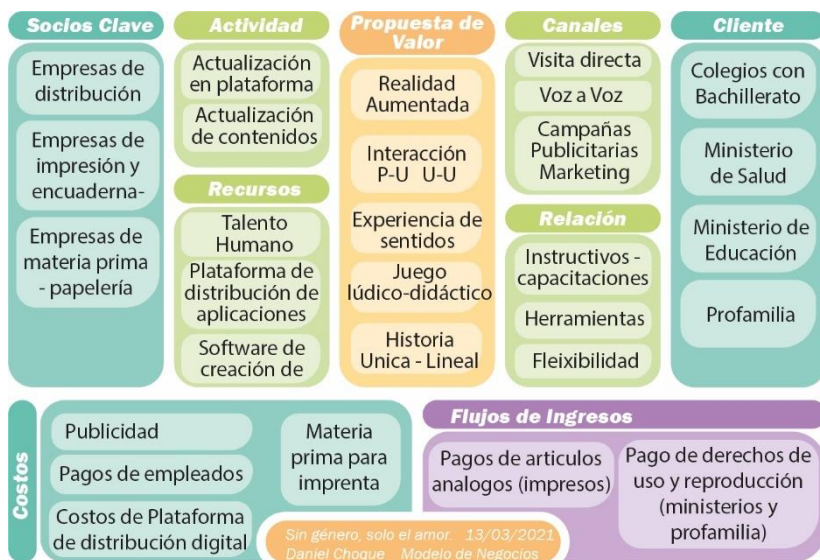 Socios Clave
Empresas de
distribución
Empresas de
impresión y
encuaderna-
Empresas de
materia prima
- papelería
Actividad
Actualización
en plataforma
Actualización
de contenidos
Recursos
Talento
Humano
Plataforma de
distribución de
aplicaciones
Software de
creación de
Propuesta de
Valor
Realidad
Aumentada
Interacción
P-U U-U
Experiencia de
sentidos
Juego
lúdico-didáctico
Historia
Unica - Lineal
Canales
Visita directa
Voz a Voz
Campañas
Publicitarias
Marketing
Relación
Instructivos -
capacitaciones
Herramientas
Fleixibilidad
Cliente
Colegios con
Bachillerato
Ministerio
de Salud
Ministerio de
Educación
Profamilia
Costos
Publicidad
Pagos de empleados
Costos de Plataforma
de distribución digital
Materia
prima para
imprenta
Flujos de Ingresos
Pagos de articulos
analogos (impresos)
Pago de derechos de
uso y reproducción
(ministerios y
profamilia)
Sin género, solo el amor. 13/03/2021
Daniel Choque Modelo de Negocios